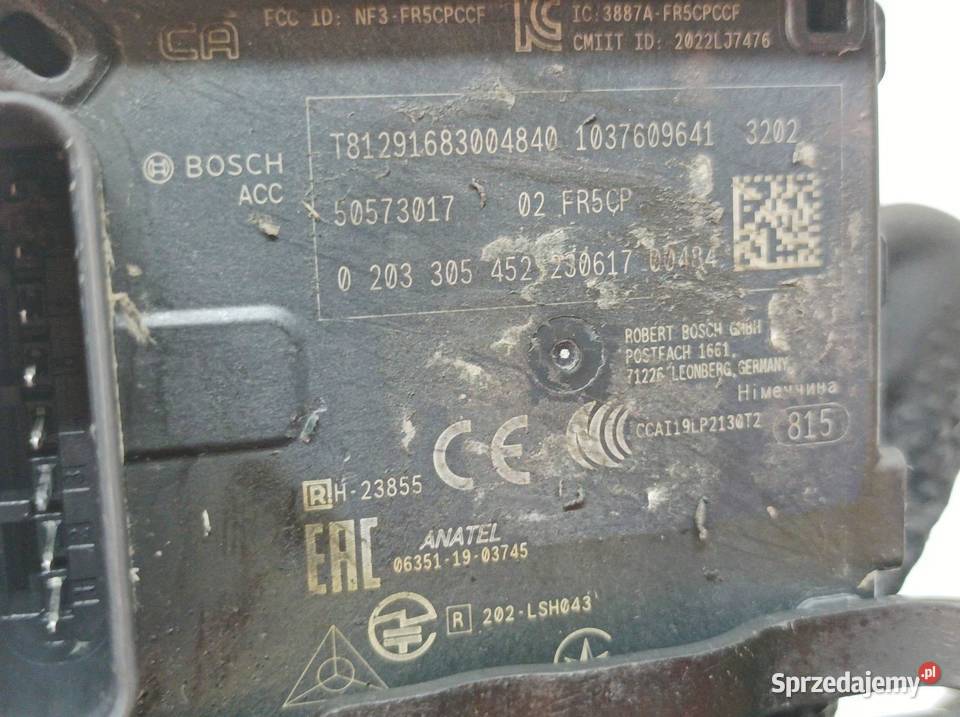 FCC ID: NF3-FR5CPCCF
IC:3887A-FR5CPCCF
CMIIT ID: 2022LJ7476
BOSCH
ACC
T81291683004840 1037609641 3202
50573017 02 FR5CP
0 203 305 452 230617 00484
ROBERT BOSCH GMBH
POSTFACH 1661,
71226 LEONBERG, GERMANY
Німеччина
CE
CCAI19LP2130T2
815
R H-23855
EAC
ANATEL
06351-19-03745
R 202-LSH043
Sprzedajemy.pl